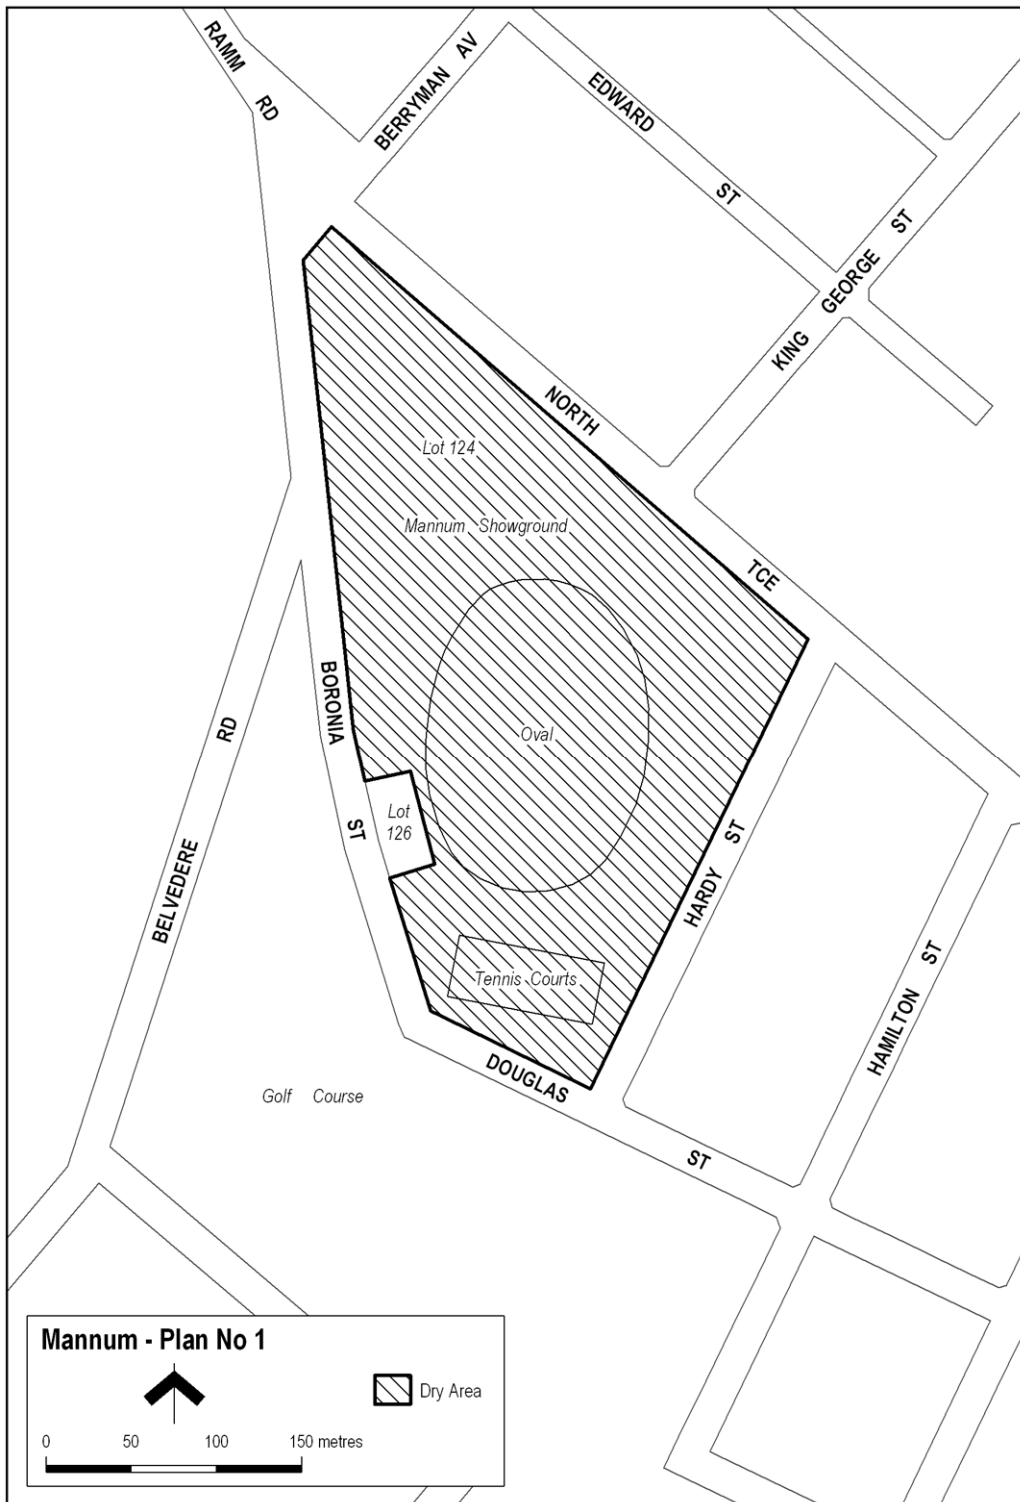 RAMM
RD
BERRYMAN AV
EDWARD
ST
KING GEORGE ST
NORTH
TCE
Lot 124
Mannum Showground
BORONIA
ST
Oval
Lot
126
BELVEDERE
RD
HARDY ST
HAMILTON ST
Tennis Courts
DOUGLAS
ST
Golf Course
Mannum - Plan No 1
Dry Area
0 50 100 150 metres